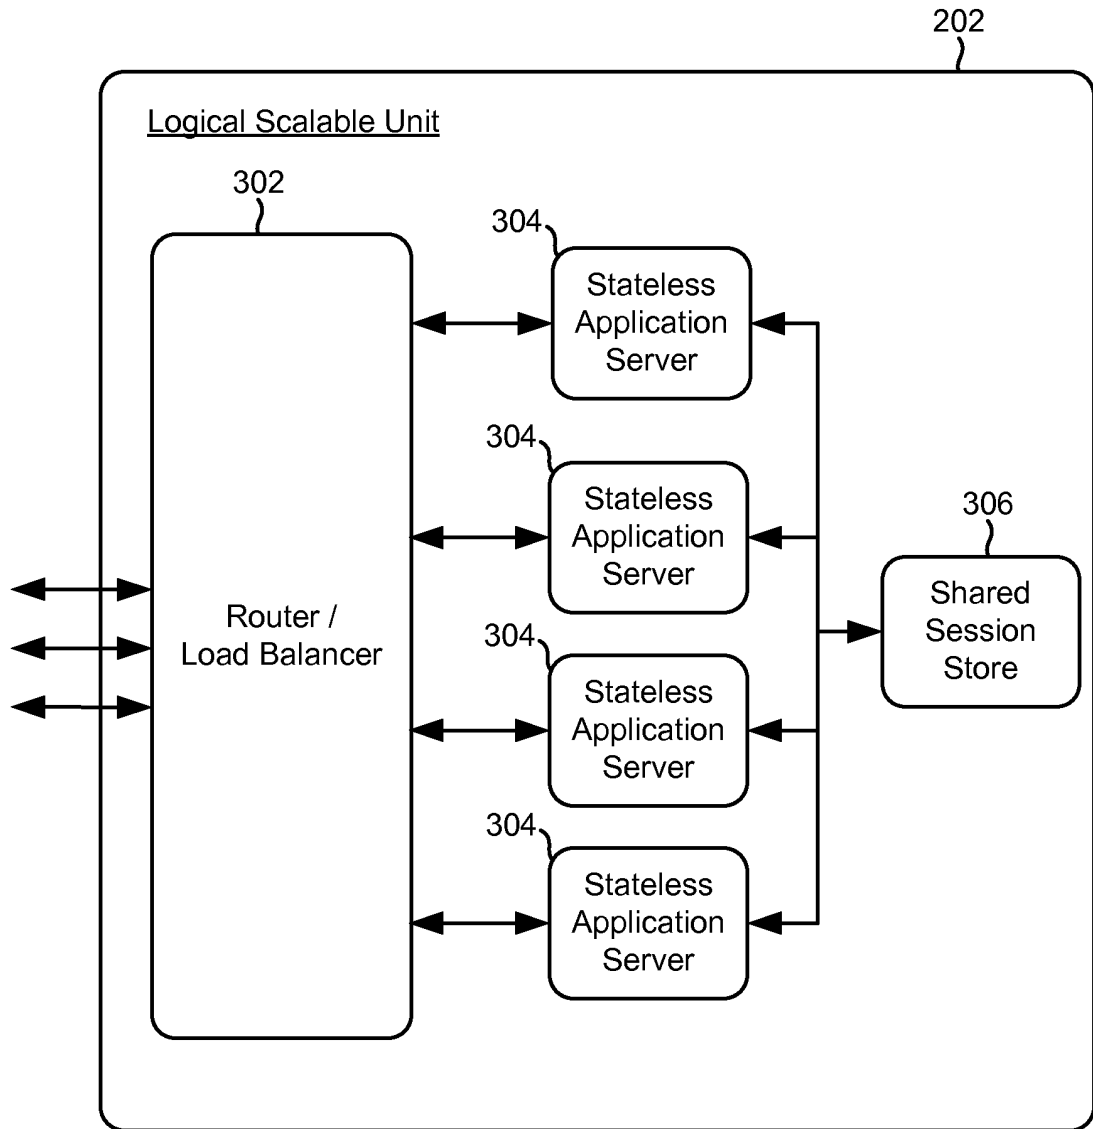 202
Logical Scalable Unit
302
304
Stateless
Application
Server
304
Stateless
Application
Server
306
Shared
Session
Store
Router /
Load Balancer
304
Stateless
Application
Server
304
Stateless
Application
Server